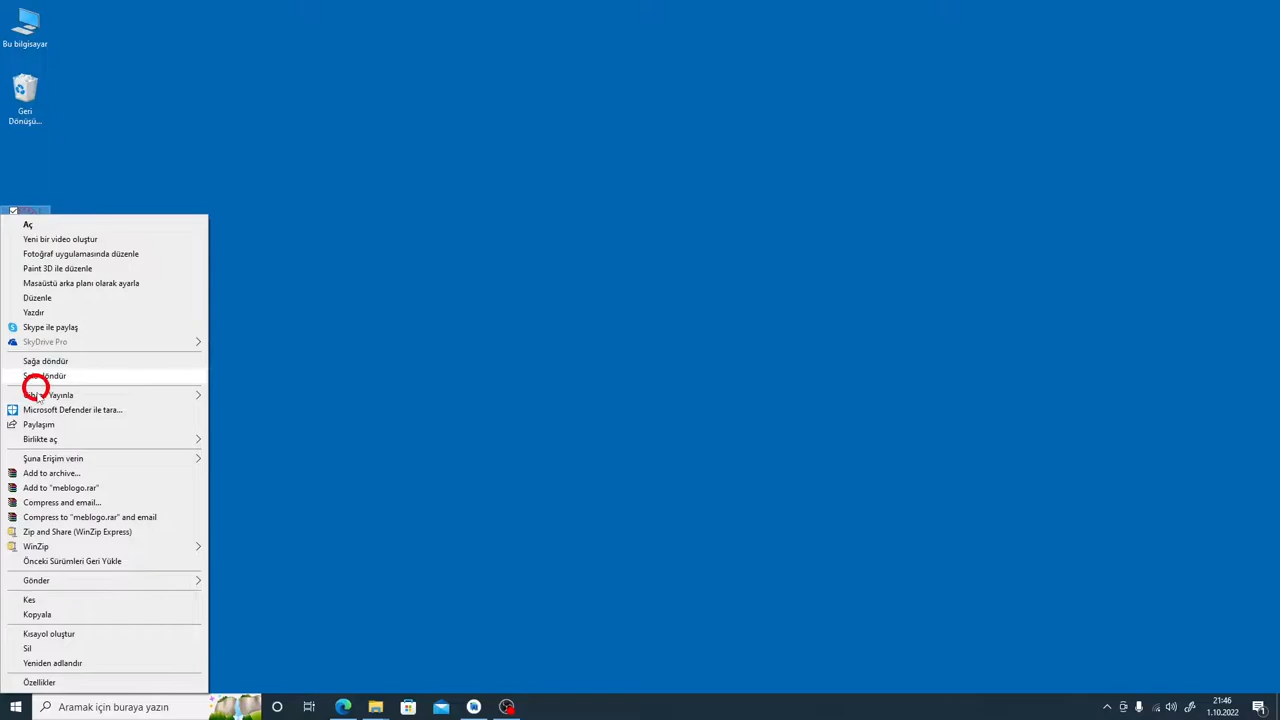 Bu bilgisayar
Geri
Dönüşü...
Aç
Yeni bir video oluştur
Fotoğraf uygulamasında düzenle
Paint 3D ile düzenle
Masaüstü arka planı olarak ayarla
Düzenle
Yazdır
Skype ile paylaş
SkyDrive Pro
Sağa döndür
döndür
Yayınla
Microsoft Defender ile tara...
Paylaşım
Birlikte aç
Şuna Erişim verin
Add to archive...
Add to "meblogo.rar"
Compress and email...
Compress to "meblogo.rar" and email
Zip and Share (WinZip Express)
WinZip
Önceki Sürümleri Geri Yükle
Gönder
Kes
Kopyala
Kısayol oluştur
Sil
Yeniden adlandır
Özellikler
Aramak için buraya yazın
21:46
1.10.2022